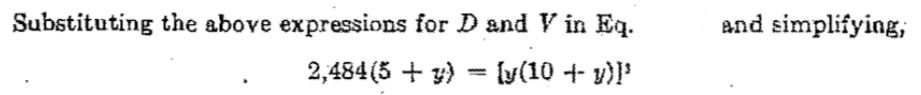 Substituting the above expressions for D and V in Eq. and simplifying,
2,484(5 + y) = [y(10 + y)]³